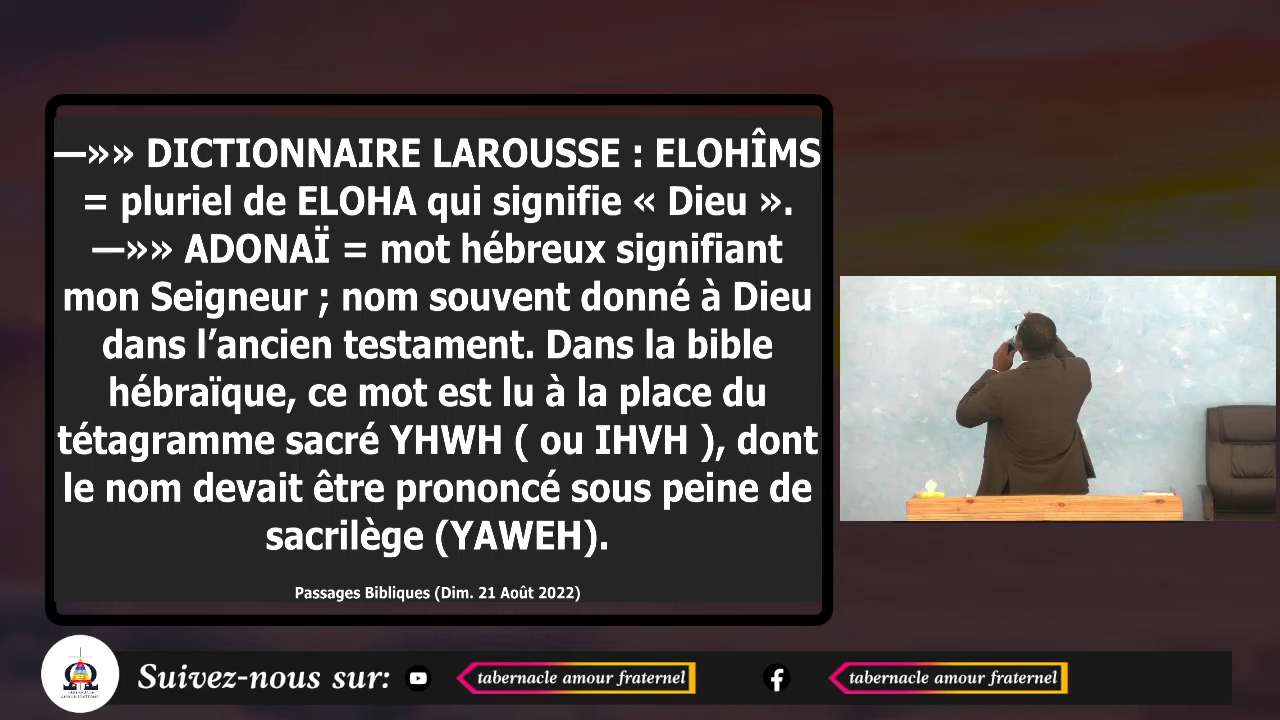 —»» DICTIONNAIRE LAROUSSE : ELOHÎMS
= pluriel de ELOHA qui signifie « Dieu ».
—»» ADONAÏ = mot hébreux signifiant
mon Seigneur ; nom souvent donné à Dieu
dans l’ancien testament. Dans la bible
hébraïque, ce mot est lu à la place du
tétagramme sacré YHWH ( ou IHVH ), dont
le nom devait être prononcé sous peine de
sacrilège (YAWEH).
Passages Bibliques (Dim. 21 Août 2022)
Suivez-nous sur:
tabernacle amour fraternel
tabernacle amour fraternel